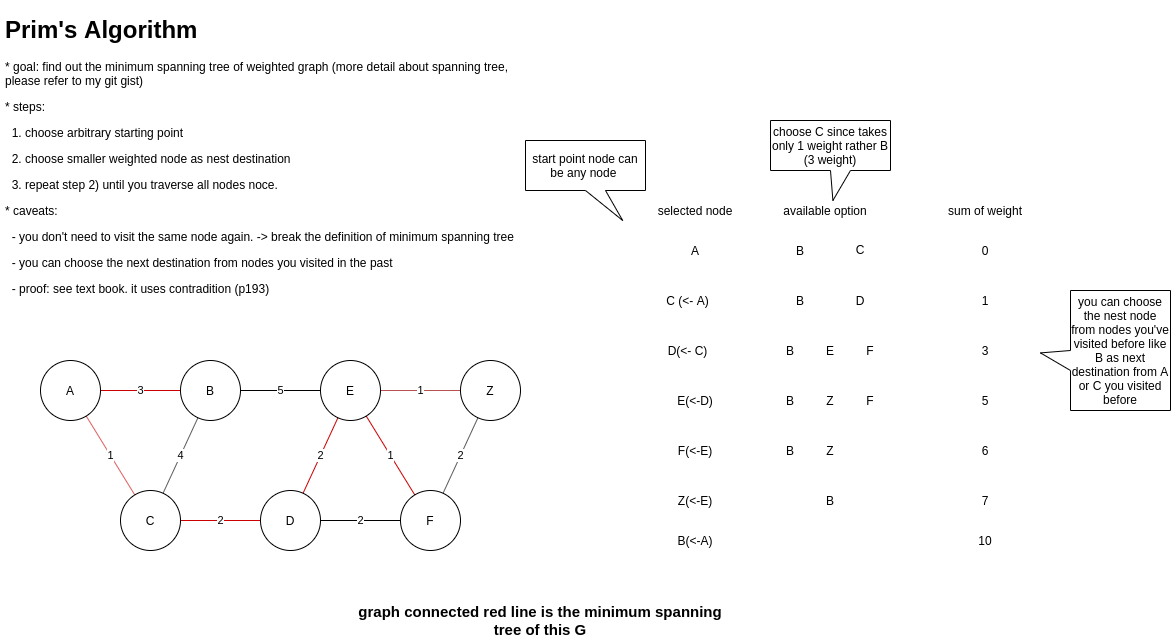 Prim's Algorithm
* goal: find out the minimum spanning tree of weighted graph (more detail about spanning tree,
please refer to my git gist)
* steps:
1. choose arbitrary starting point
2. choose smaller weighted node as nest destination
3. repeat step 2) until you traverse all nodes noce.
* caveats:
- you don't need to visit the same node again. -> break the definition of minimum spanning tree
- you can choose the next destination from nodes you visited in the past
- proof: see text book. it uses contradition (p193)
start point node can
be any node
choose C since takes
only 1 weight rather B
(3 weight)
selected node available option sum of weight
A B C 0
C (<- A) B D 1
D(<- C) B E F 3
E(<-D) B Z F 5
F(<-E) B Z 6
Z(<-E) B 7
B(<-A) 10
you can choose
the nest node
from nodes you've
visited before like
B as next
destination from A
or C you visited
before
A 3 B 5 E 1 Z
1 4 2 1 2
C 2 D 2 F
graph connected red line is the minimum spanning
tree of this G